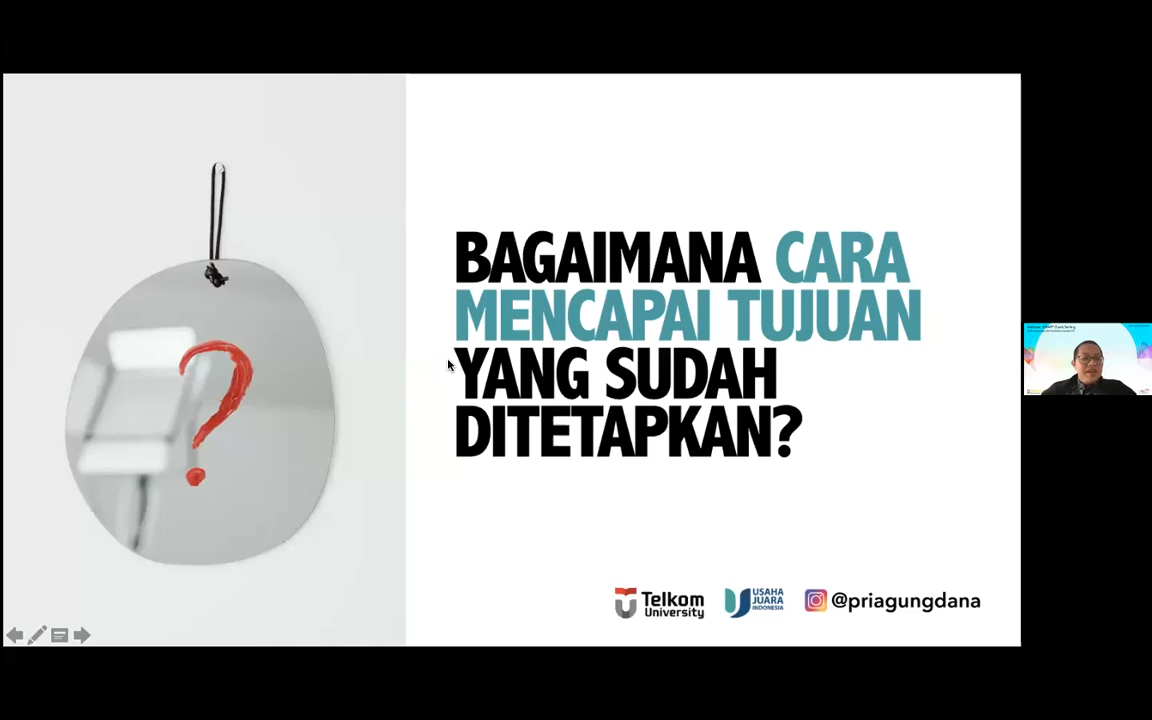 BAGAIMANA CARA
MENCAPAI TUJUAN
YANG SUDAH
DITETAPKAN?
?
Telkom
University
USAHA
JUARA
INDONESIA
@priagungdana